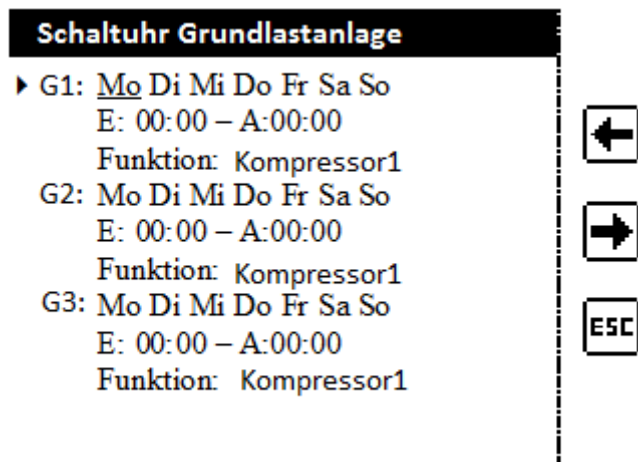 Schaltuhr Grundlastanlage
G1: Mo Di Mi Do Fr Sa So
E: 00:00 – A:00:00
Funktion: Kompressor1
G2: Mo Di Mi Do Fr Sa So
E: 00:00 – A:00:00
Funktion: Kompressor1
G3: Mo Di Mi Do Fr Sa So
E: 00:00 – A:00:00
Funktion: Kompressor1
ESC